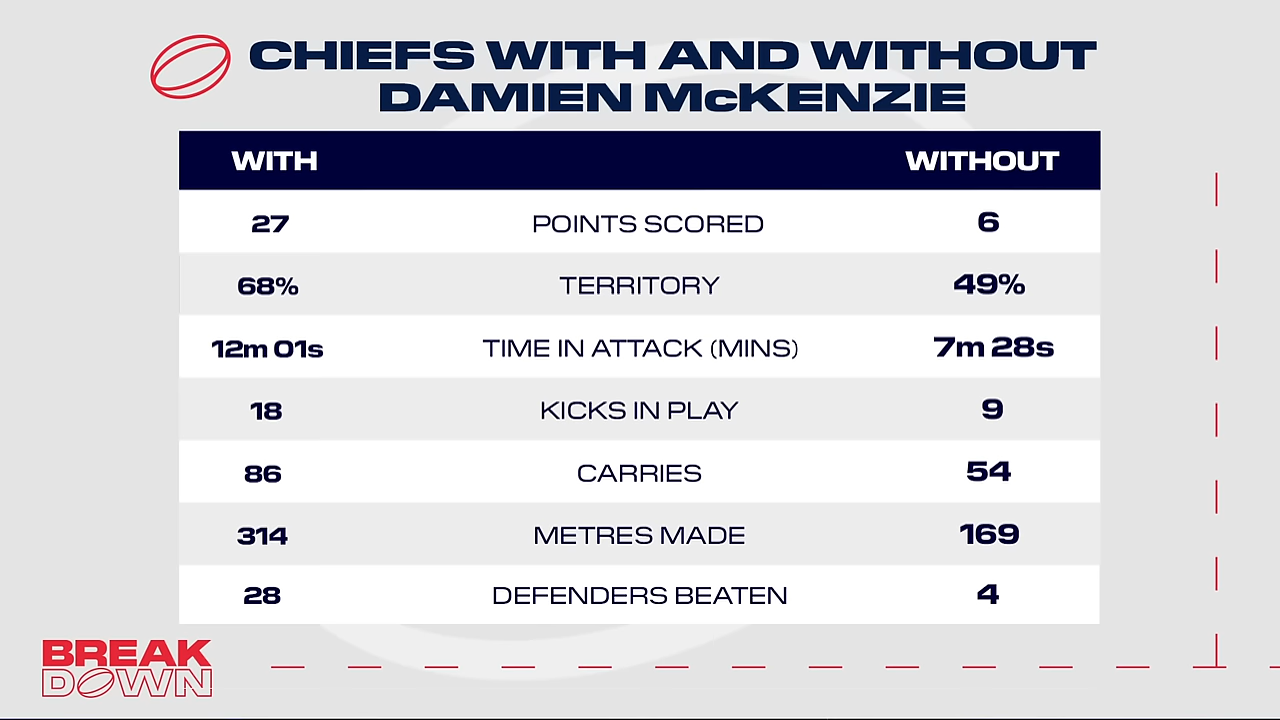 CHIEFS WITH AND WITHOUT
DAMIEN McKENZIE
WITH WITHOUT
27 POINTS SCORED 6
68% TERRITORY 49%
12m 01s TIME IN ATTACK (MINS) 7m 28s
18 KICKS IN PLAY 9
86 CARRIES 54
314 METRES MADE 169
28 DEFENDERS BEATEN 4
BREAK
DOWN